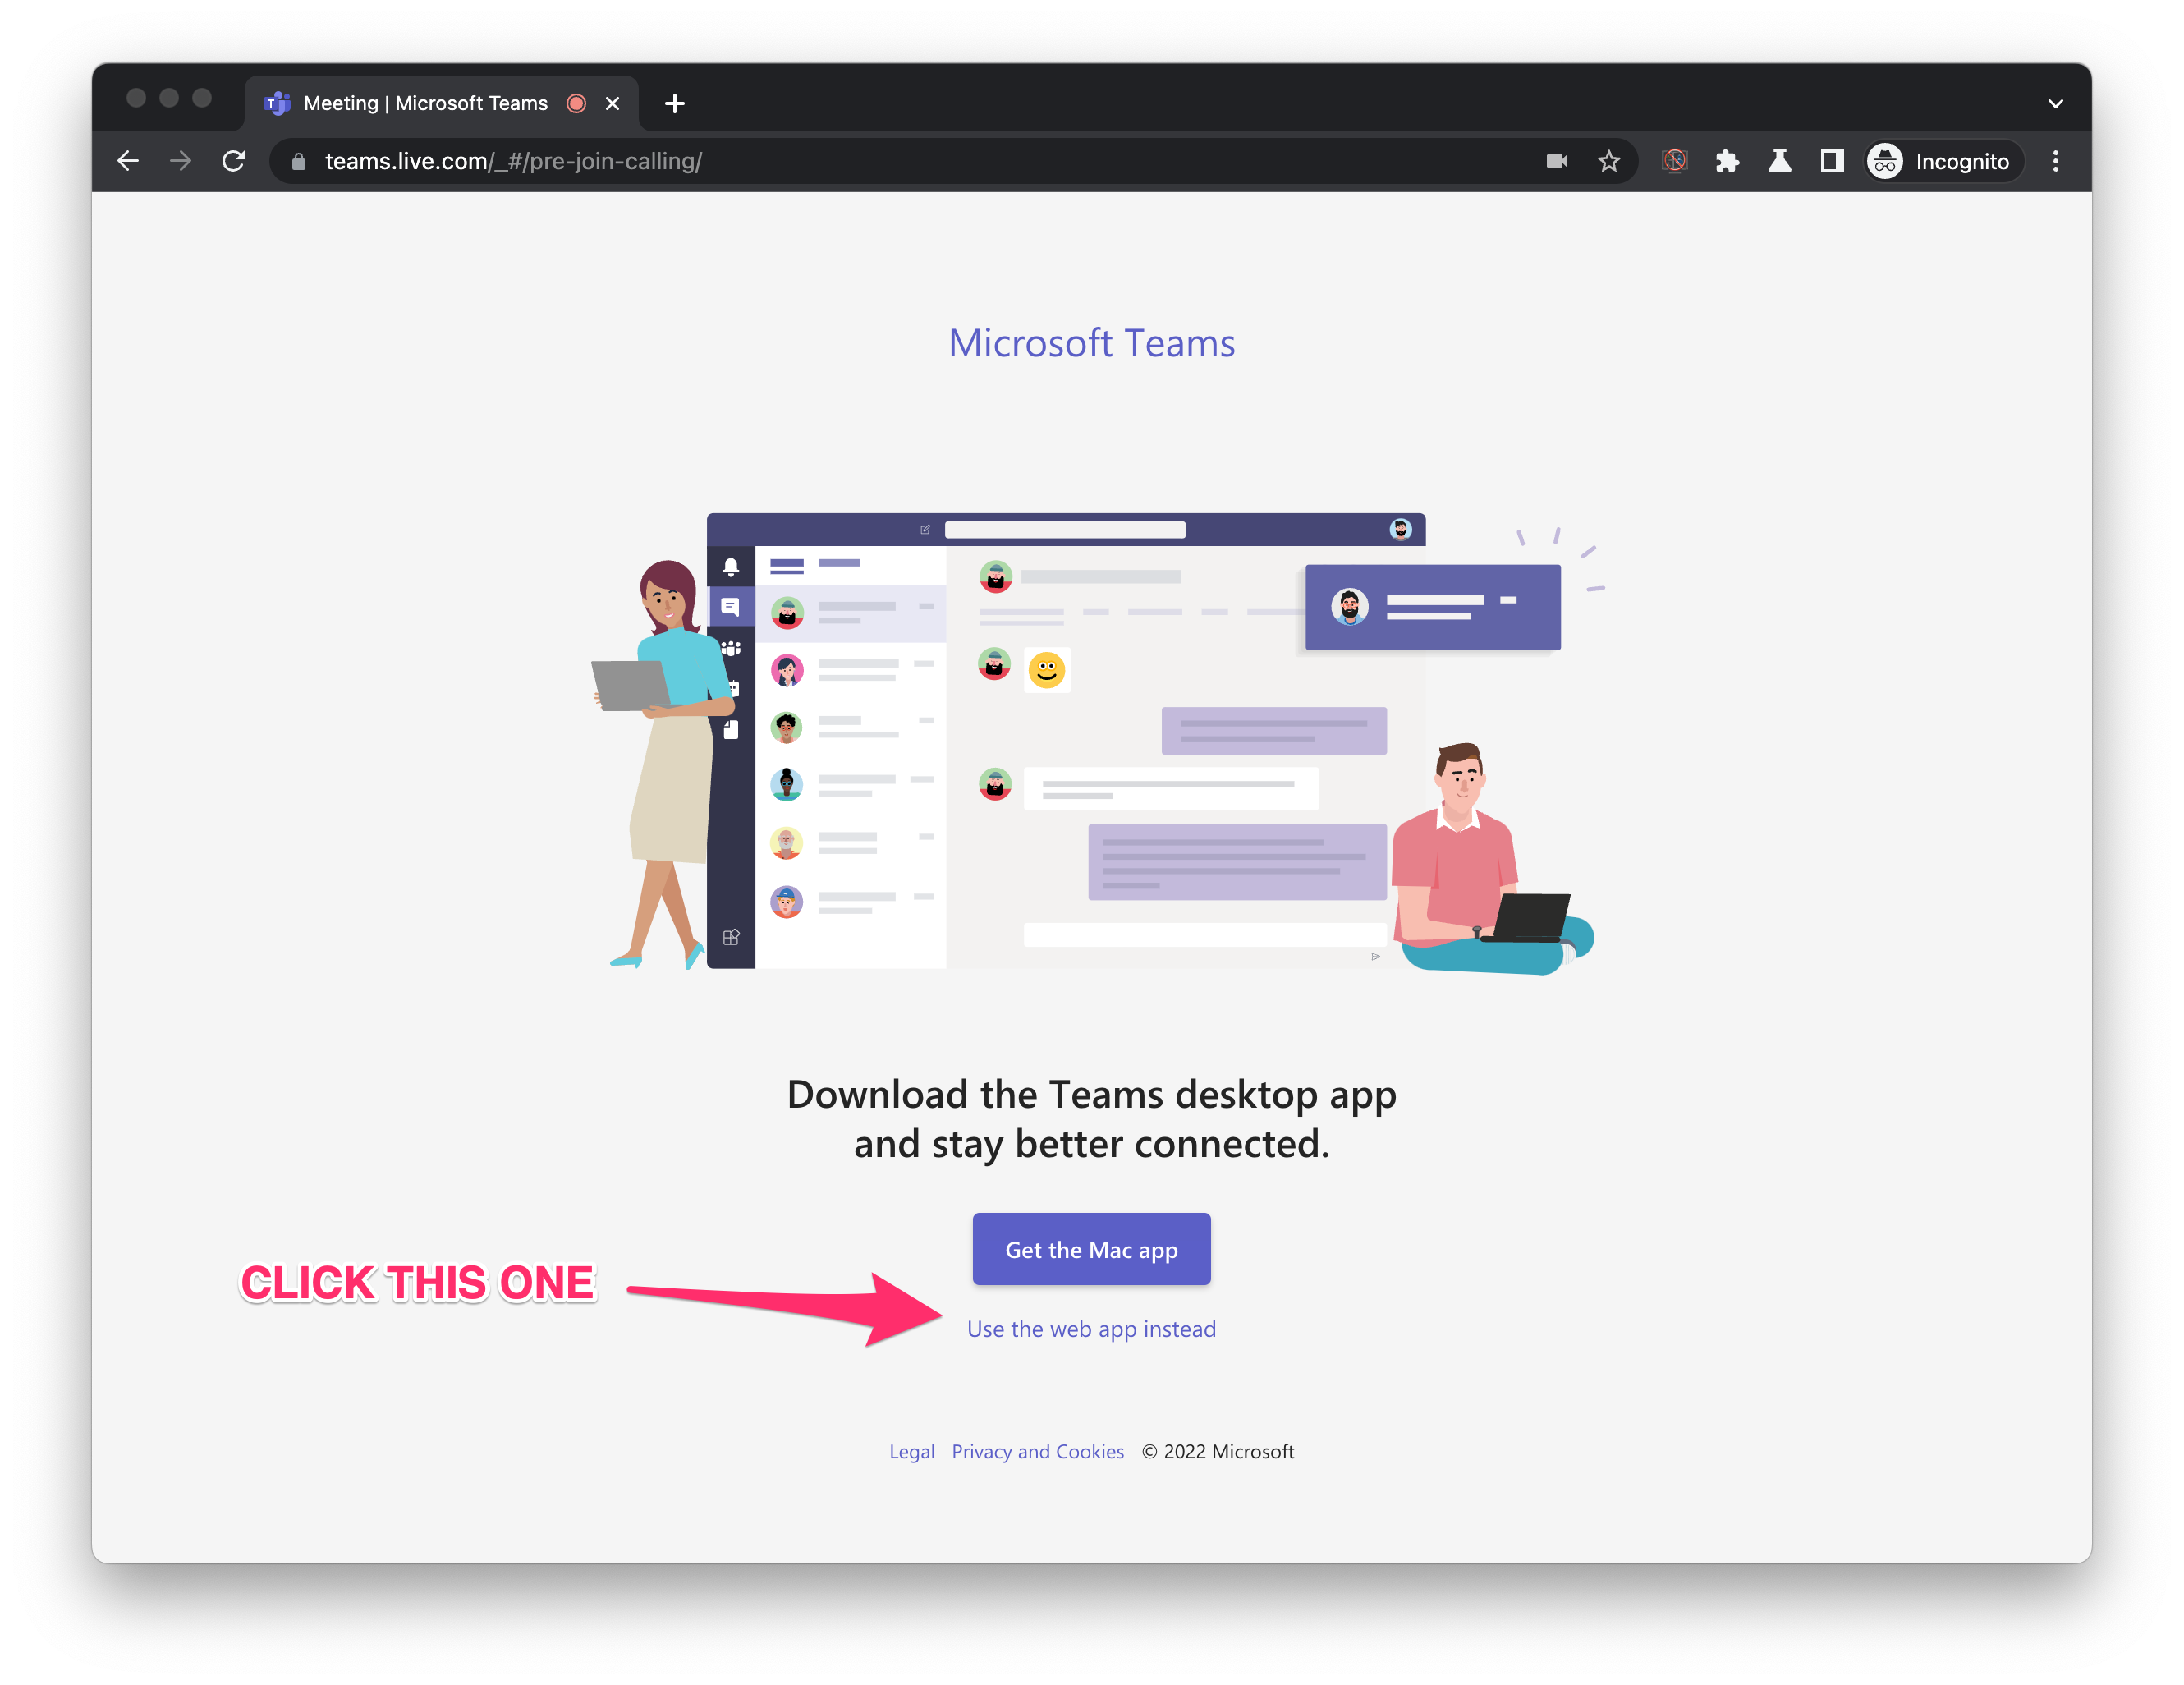 Meeting | Microsoft Teams
teams.live.com/_#/pre-join-calling/
Incognito
Microsoft Teams
Download the Teams desktop app
and stay better connected.
Get the Mac app
CLICK THIS ONE
Use the web app instead
Legal Privacy and Cookies © 2022 Microsoft